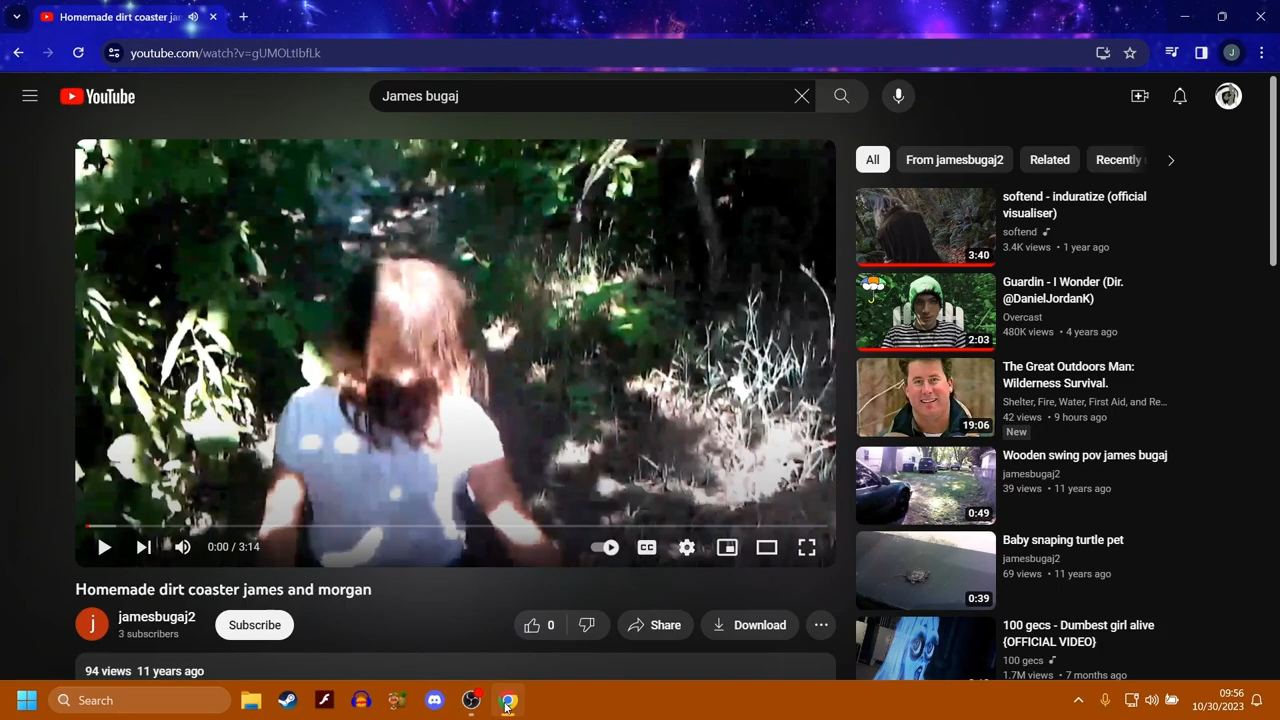 Homemade dirt coaster ja
youtube.com/watch?v=gUMOLtIbfLk
J
YouTube
James bugaj
All
From jamesbugaj2
Related
Recently
softend - induratize (official
visualiser)
softend
3.4K views • 1 year ago
3:40
Guardin - I Wonder (Dir.
@DanielJordanK)
Overcast
480K views • 4 years ago
2:03
The Great Outdoors Man:
Wilderness Survival.
Shelter, Fire, Water, First Aid, and Re...
42 views • 9 hours ago
New
19:06
Wooden swing pov james bugaj
jamesbugaj2
39 views • 11 years ago
0:49
Baby snaping turtle pet
jamesbugaj2
69 views • 11 years ago
0:39
100 gecs - Dumbest girl alive
{OFFICIAL VIDEO}
100 gecs
1.7M views • 7 months ago
0:00 / 3:14
CC
Homemade dirt coaster james and morgan
j
jamesbugaj2
3 subscribers
Subscribe
0
Share
Download
94 views 11 years ago
Search
09:56
10/30/2023